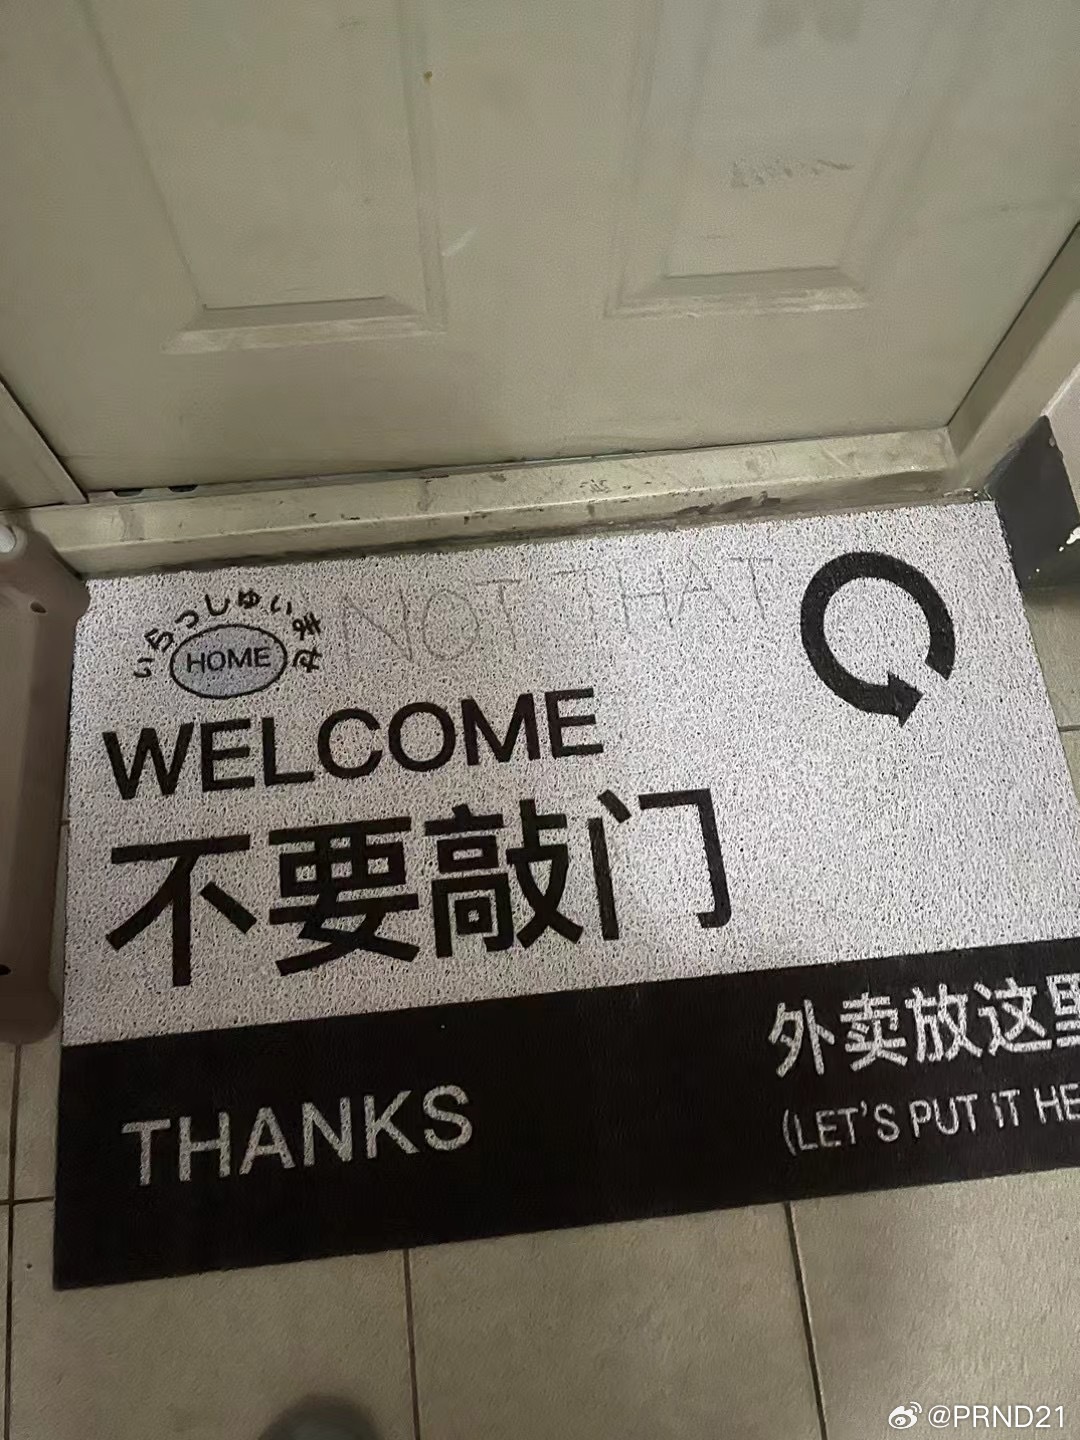 いらっしゅいませ
HOME
NOT THAT
WELCOME
不要敲门
外卖放这里
THANKS
(LET'S PUT IT HE
@PRND21